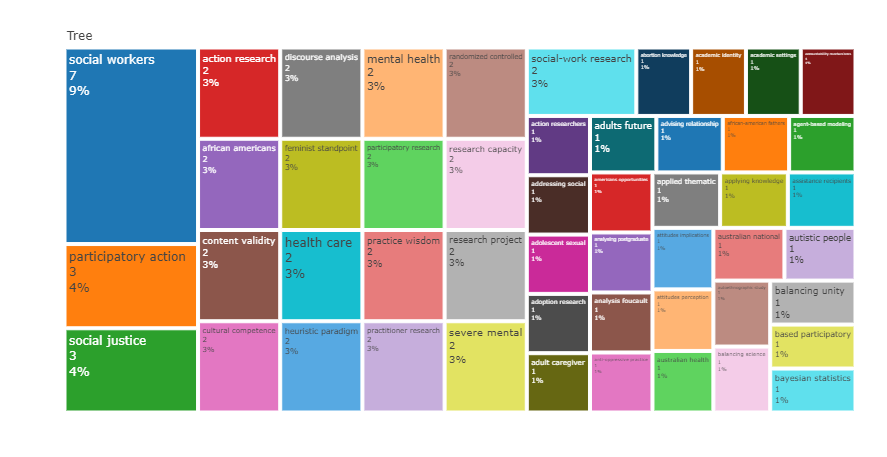 Tree
social workers
7
9%
participatory action
3
4%
social justice
3
4%
action research
2
3%
african americans
2
3%
content validity
2
3%
cultural competence
2
3%
discourse analysis
2
3%
feminist standpoint
2
3%
health care
2
3%
heuristic paradigm
2
3%
mental health
2
3%
participatory research
2
3%
practice wisdom
2
3%
practitioner research
2
3%
randomized controlled
2
3%
research capacity
2
3%
research project
2
3%
severe mental
2
3%
social-work research
2
3%
abortion knowledge
1
1%
academic identity
1
1%
academic settings
1
1%
1
1%
action researchers
1
1%
addressing social
1
1%
adolescent sexual
1
1%
adoption research
1
1%
adult caregiver
1
1%
adults future
1
1%
advising relationship
1
1%
african-american fathers
1
1%
agent-based modeling
1
1%
americans opportunities
1
1%
analysing postgraduate
1
1%
analysis foucault
1
1%
anti-oppressive practice
1
1%
applied thematic
1
1%
applying knowledge
1
1%
assistance recipients
1
1%
attitudes implications
1
1%
attitudes perception
1
1%
australian health
1
1%
australian national
1
1%
autistic people
1
1%
1
1%
balancing science
1
1%
balancing unity
1
1%
based participatory
1
1%
bayesian statistics
1
1%